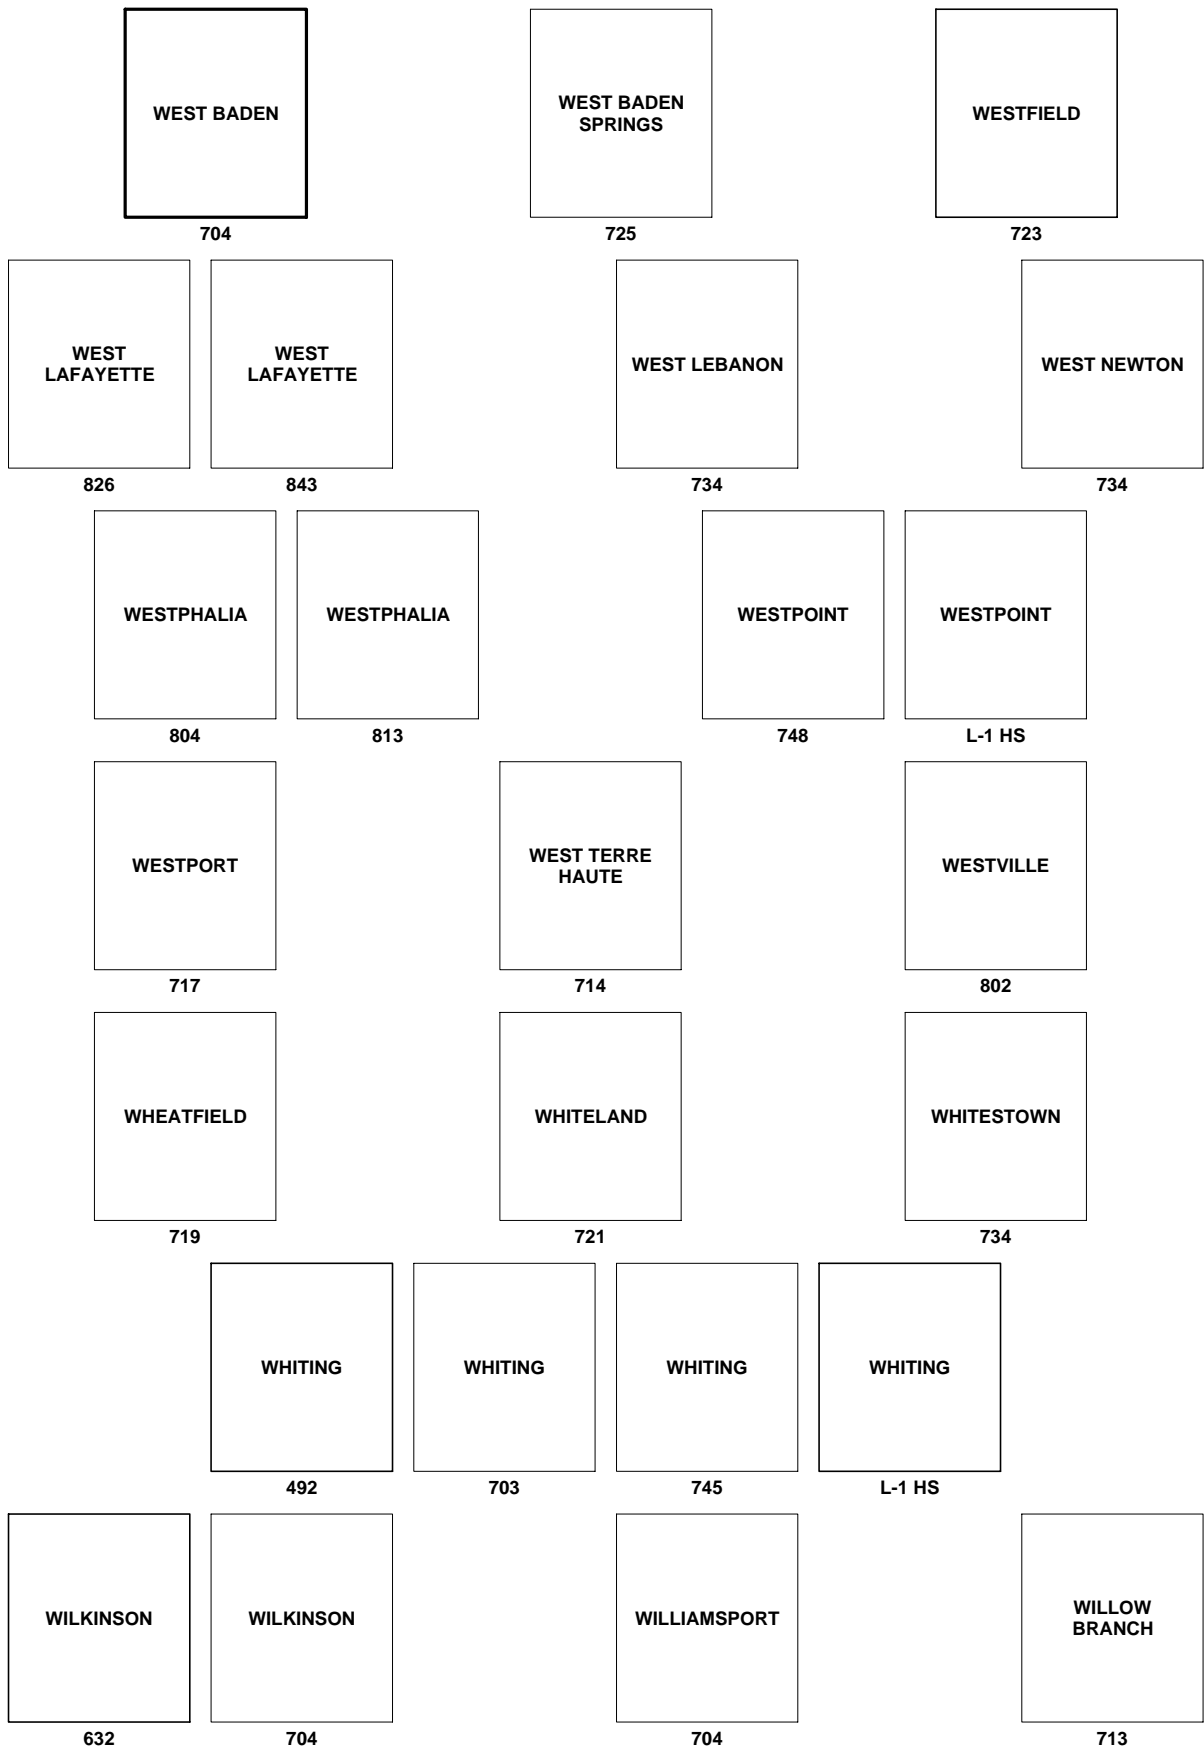 WEST BADEN
704
WEST BADEN
SPRINGS
725
WESTFIELD
723
WEST
LAFAYETTE
826
WEST
LAFAYETTE
843
WEST LEBANON
734
WEST NEWTON
734
WESTPHALIA
804
WESTPHALIA
813
WESTPOINT
748
WESTPOINT
L-1 HS
WESTPORT
717
WEST TERRE
HAUTE
714
WESTVILLE
802
WHEATFIELD
719
WHITELAND
721
WHITESTOWN
734
WHITING
492
WHITING
703
WHITING
745
WHITING
L-1 HS
WILKINSON
632
WILKINSON
704
WILLIAMSPORT
704
WILLOW
BRANCH
713